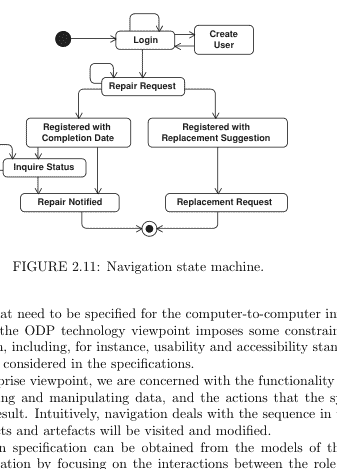 Login
Create
User
Repair Request
Registered with
Completion Date
Registered with
Replacement Suggestion
Inquire Status
Repair Notified
Replacement Request
FIGURE 2.11: Navigation state machine.
at need to be specified for the computer-to-computer in
the ODP technology viewpoint imposes some constrain
, including, for instance, usability and accessibility stan
considered in the specifications.
prise viewpoint, we are concerned with the functionality
ng and manipulating data, and the actions that the sy
esult. Intuitively, navigation deals with the sequence in
cts and artefacts will be visited and modified.
n specification can be obtained from the models of th
ation by focusing on the interactions between the role